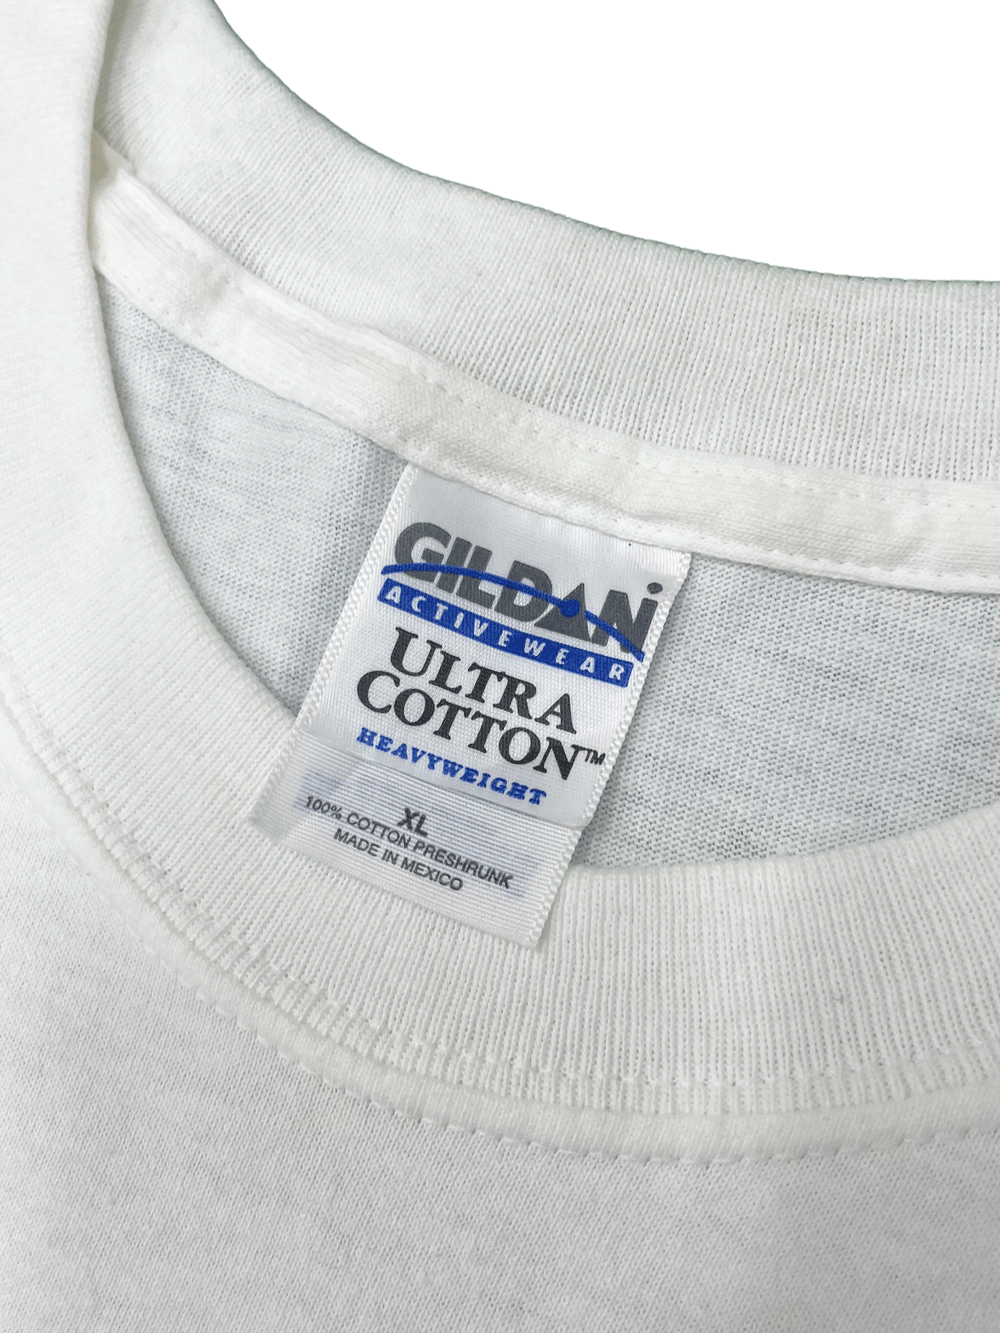 GILDAN
ACTIVEWEAR
ULTRA
COTTON™
HEAVYWEIGHT
XL
100% COTTON PRESHRUNK
MADE IN MEXICO